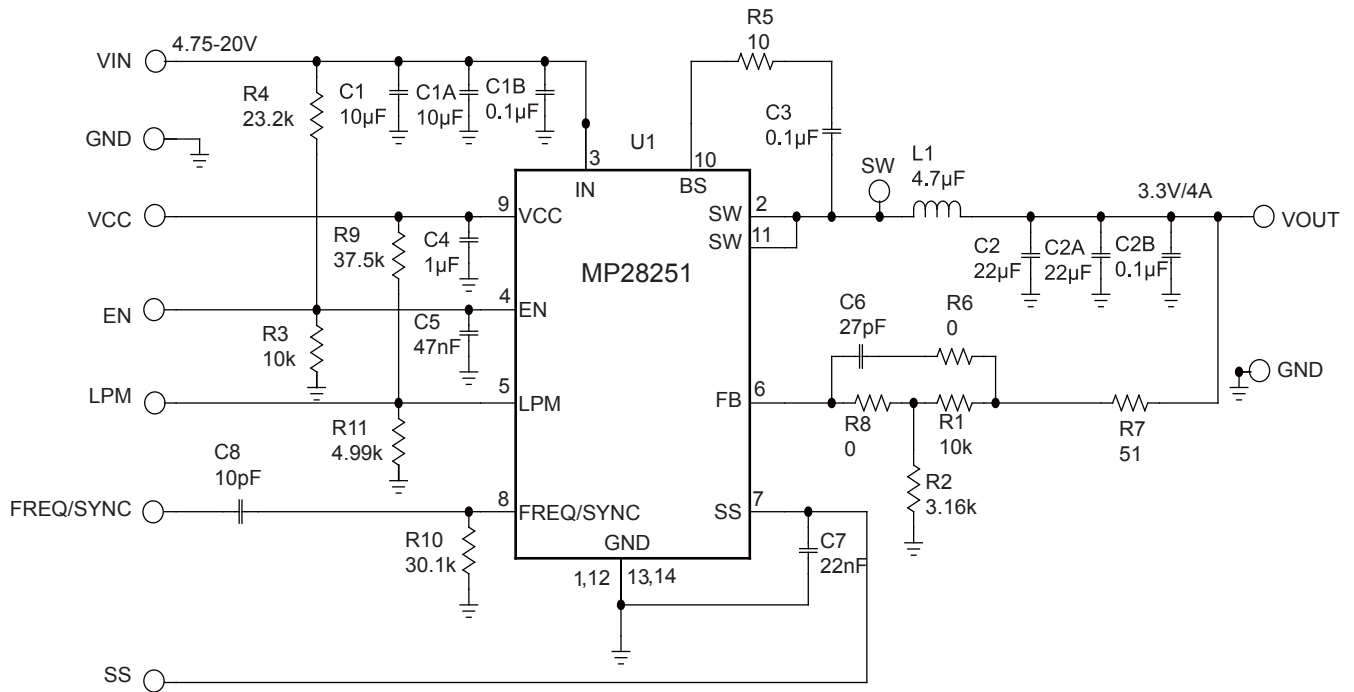 R5
10
VIN
4.75-20V
R4
23.2k
C1
10µF
C1A
10µF
C1B
0.1µF
C3
0.1µF
GND
U1
3
10
IN
BS
SW
L1
4.7µF
3.3V/4A
VCC
9
VCC
SW
2
SW
11
VOUT
R9
37.5k
C4
1µF
MP28251
C2
22µF
C2A
22µF
C2B
0.1µF
EN
4
EN
R3
10k
C5
47nF
C6
27pF
R6
0
GND
LPM
5
LPM
FB
6
R8
0
R1
10k
R7
51
R11
4.99k
C8
10pF
R2
3.16k
FREQ/SYNC
8
FREQ/SYNC
SS
7
R10
30.1k
GND
C7
22nF
1,12
13,14
SS